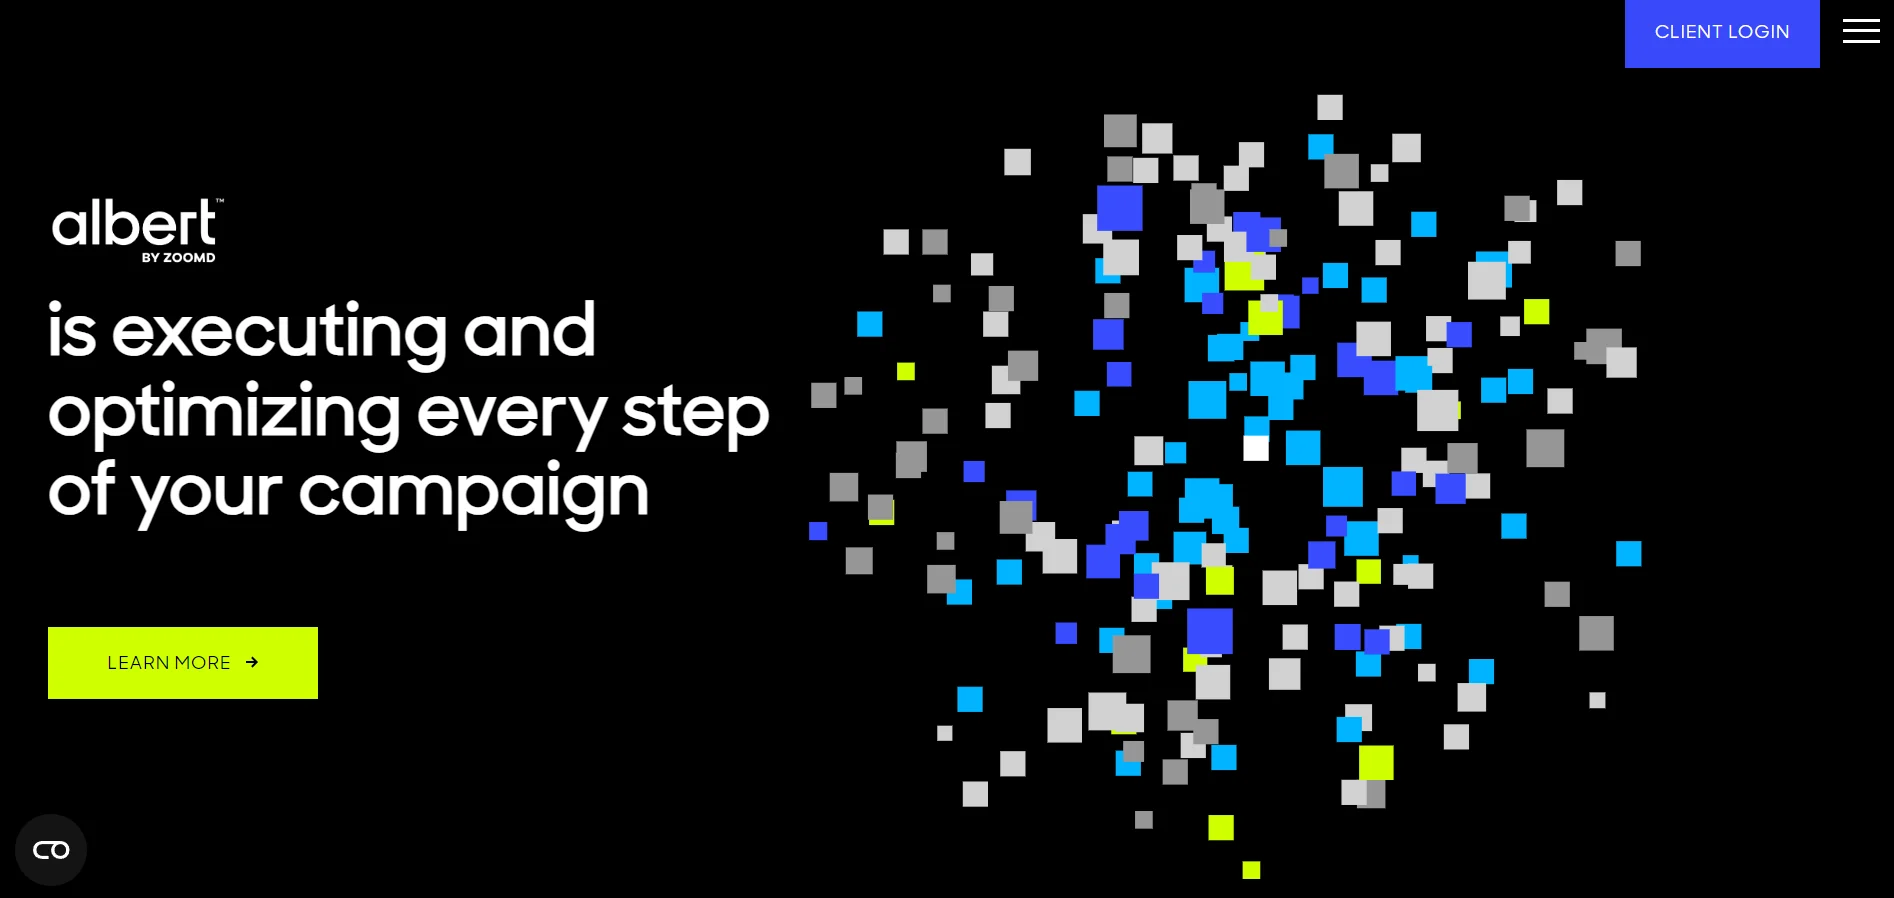 CLIENT LOGIN
albert™
BY ZOOMD
is executing and
optimizing every step
of your campaign
LEARN MORE →